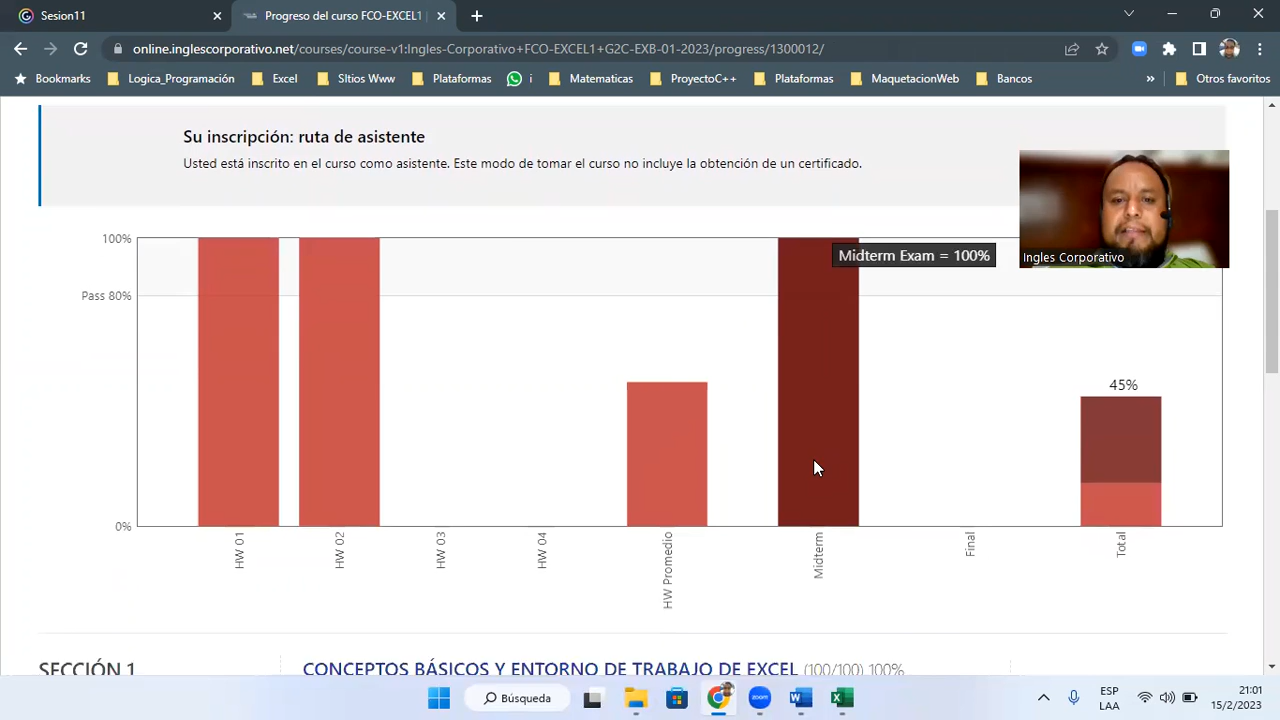 Sesion11
Progreso del curso FCO-EXCEL1 |
online.inglescorporativo.net/courses/course-v1:Ingles-Corporativo+FCO-EXCEL1+G2C-EXB-01-2023/progress/1300012/
Bookmarks Logica_Programación Excel SItios Www Plataformas i Matematicas ProyectoC++ Plataformas MaquetacionWeb Bancos » Otros favoritos
Su inscripción: ruta de asistente
Usted está inscrito en el curso como asistente. Este modo de tomar el curso no incluye la obtención de un certificado.
Ingles Corporativo
100%
Midterm Exam = 100%
Pass 80%
45%
0%
HW 01
HW 02
HW 03
HW 04
HW Promedio
Midterm
Final
Total
SECCIÓN 1
CONCEPTOS BÁSICOS Y ENTORNO DE TRABAJO DE EXCEL (100/100) 100%
Búsqueda
zoom
ESP
LAA
21:01
15/2/2023